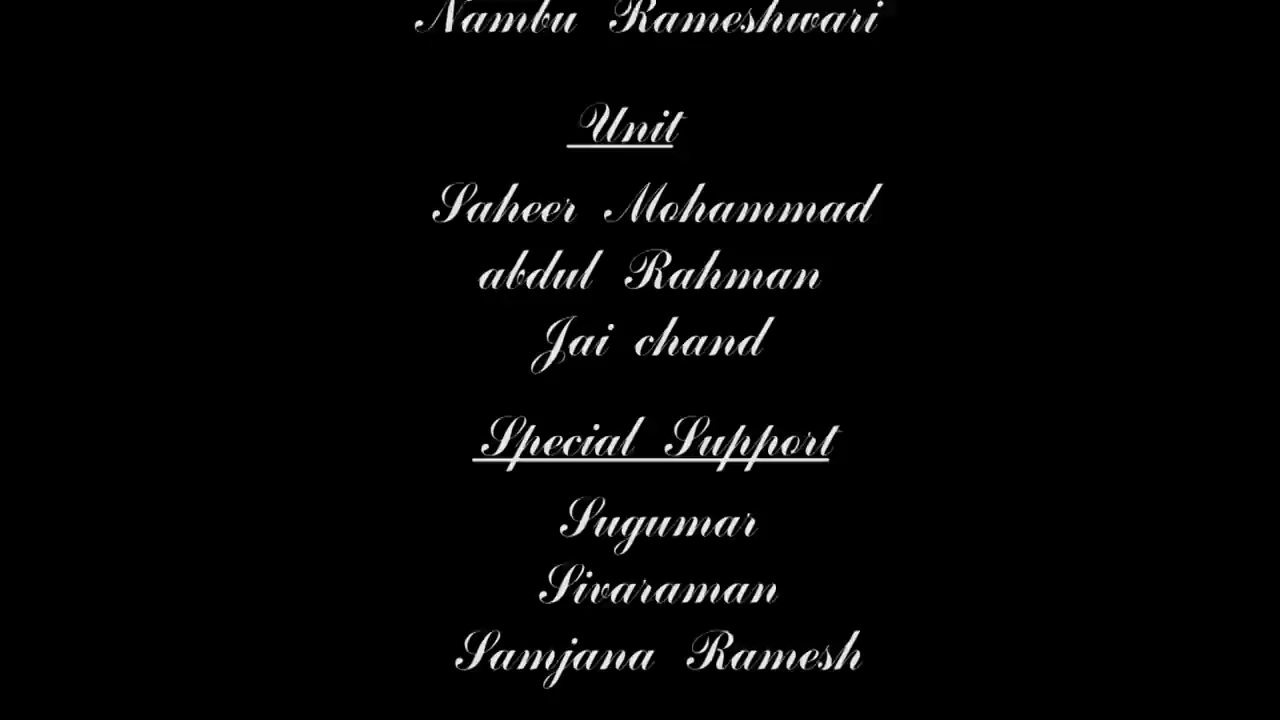 Nambu Rameshwari
Unit
Saheer Mohammad
abdul Rahman
Jai chand
Special Support
Sugumar
Sivaraman
Samjana Ramesh